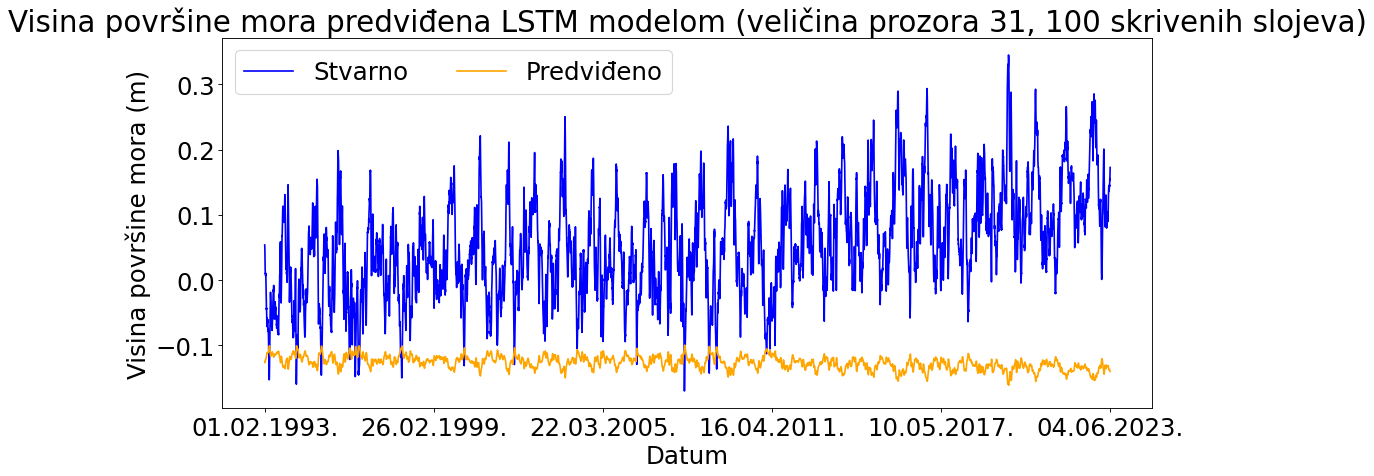 Visina površine mora predviđena LSTM modelom (veličina prozora 31, 100 skrivenih slojeva)
Stvarno Predviđeno
Visina površine mora (m)
0.3
0.2
0.1
0.0
−0.1
01.02.1993. 26.02.1999. 22.03.2005. 16.04.2011. 10.05.2017. 04.06.2023.
Datum